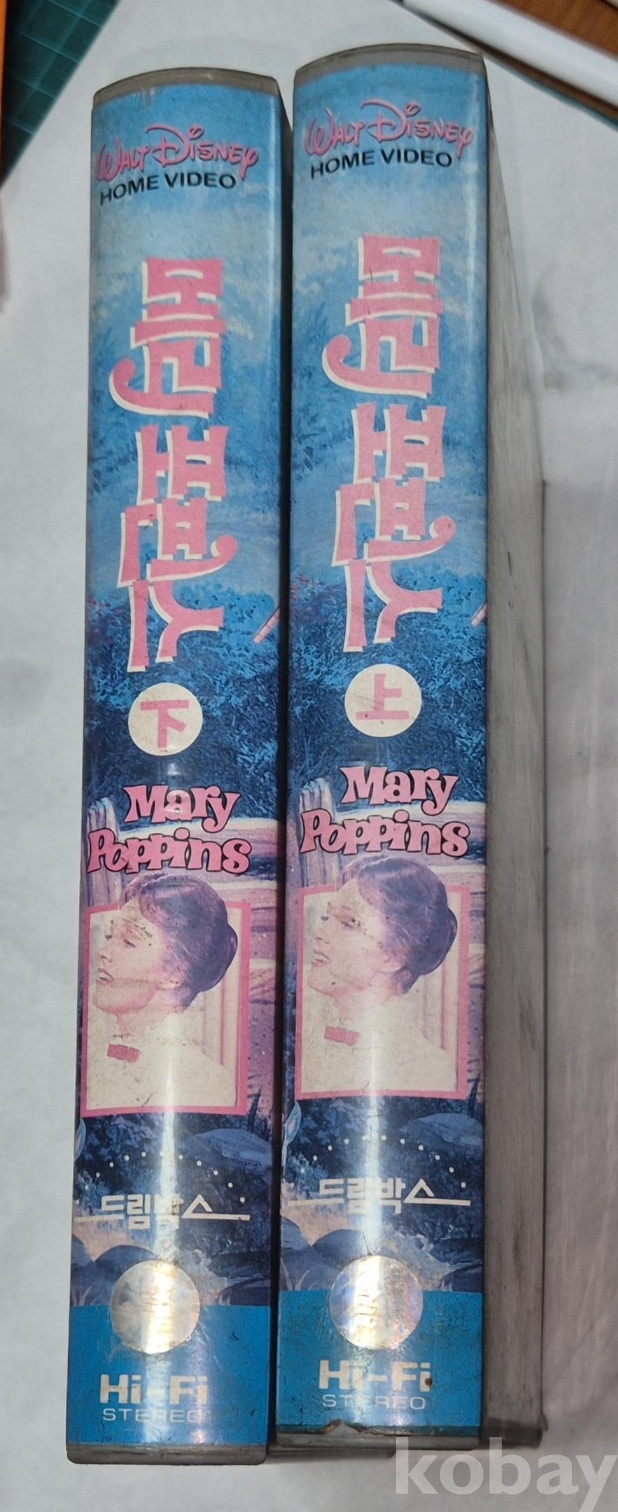 WALT DISNEY
HOME VIDEO
메리 포핀스
下
Mary
Poppins
드림박스
Hi-Fi
STEREO
WALT DISNEY
HOME VIDEO
메리 포핀스
上
Mary
Poppins
드림박스
Hi-Fi
STEREO
kobay